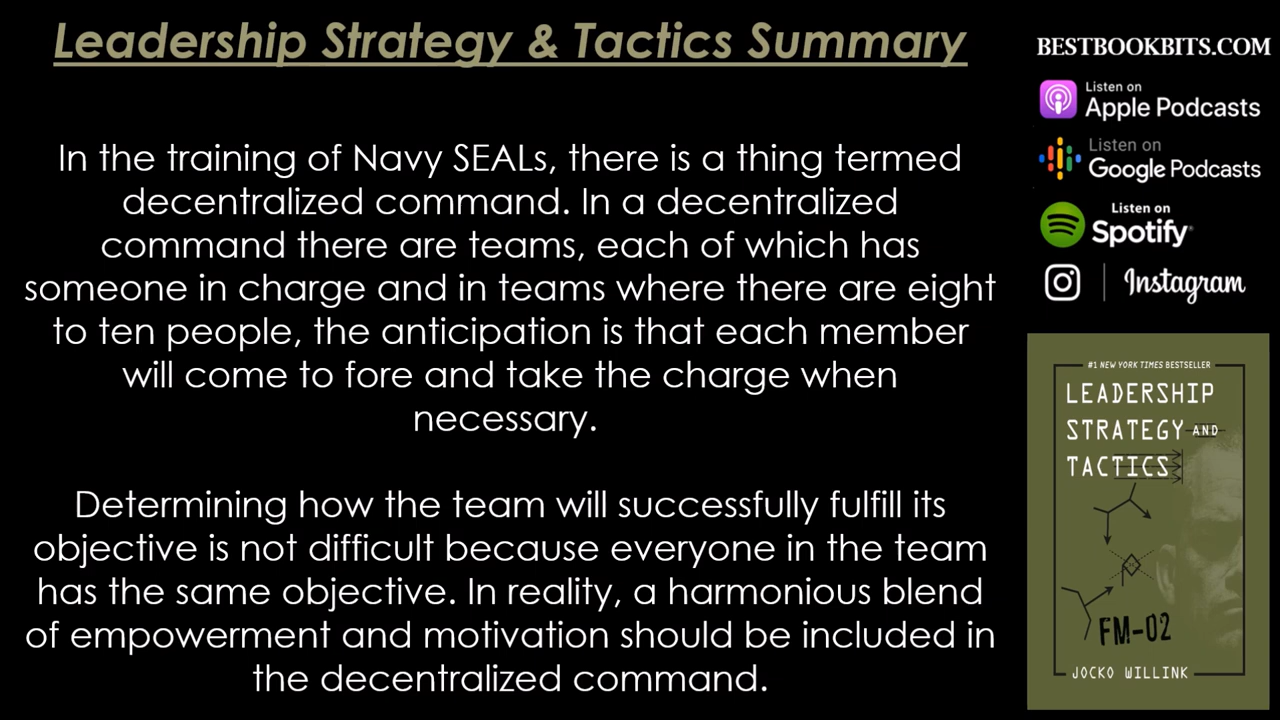 Leadership Strategy & Tactics Summary
In the training of Navy SEALs, there is a thing termed
decentralized command. In a decentralized
command there are teams, each of which has
someone in charge and in teams where there are eight
to ten people, the anticipation is that each member
will come to fore and take the charge when
necessary.
Determining how the team will successfully fulfill its
objective is not difficult because everyone in the team
has the same objective. In reality, a harmonious blend
of empowerment and motivation should be included in
the decentralized command.
BESTBOOKBITS.COM
Listen on
Apple Podcasts
Listen on
Google Podcasts
Listen on
Spotify
Instagram
#1 NEW YORK TIMES BESTSELLER
LEADERSHIP
STRATEGY AND
TACTICS
FM-02
JOCKO WILLINK